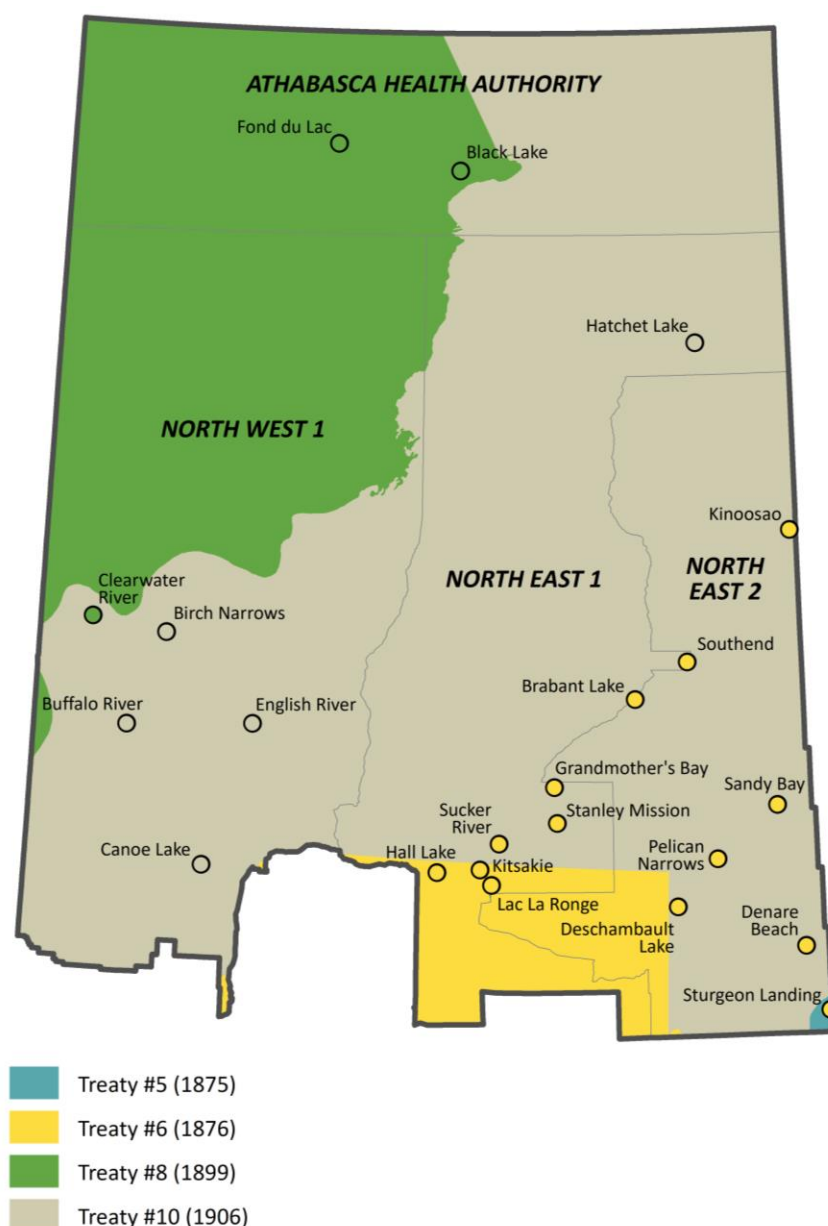 ATHABASCA HEALTH AUTHORITY
Fond du Lac
Black Lake
Hatchet Lake
NORTH WEST 1
Kinoosao
NORTH EAST 1
NORTH
EAST 2
Clearwater
River
Birch Narrows
Southend
Brabant Lake
Buffalo River
English River
Grandmother's Bay
Sandy Bay
Stanley Mission
Sucker
River
Pelican
Narrows
Canoe Lake
Hall Lake
Kitsakie
Lac La Ronge
Deschambault
Lake
Denare
Beach
Sturgeon Landing
Treaty #5 (1875)
Treaty #6 (1876)
Treaty #8 (1899)
Treaty #10 (1906)